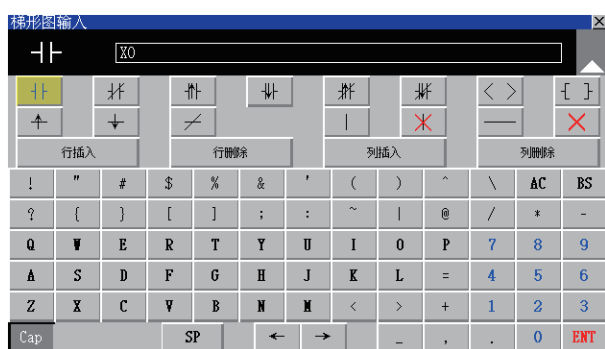 梯形图输入
X0
行插入 行删除 列插入 列删除
! " # $ % & ' ( ) ^ \ AC BS
? { } [ ] ; : ~ | @ / * -
Q W E R T Y U I O P 7 8 9
A S D F G H J K L = 4 5 6
Z X C V B N M < > + 1 2 3
Cap SP ← → _ , . 0 ENT